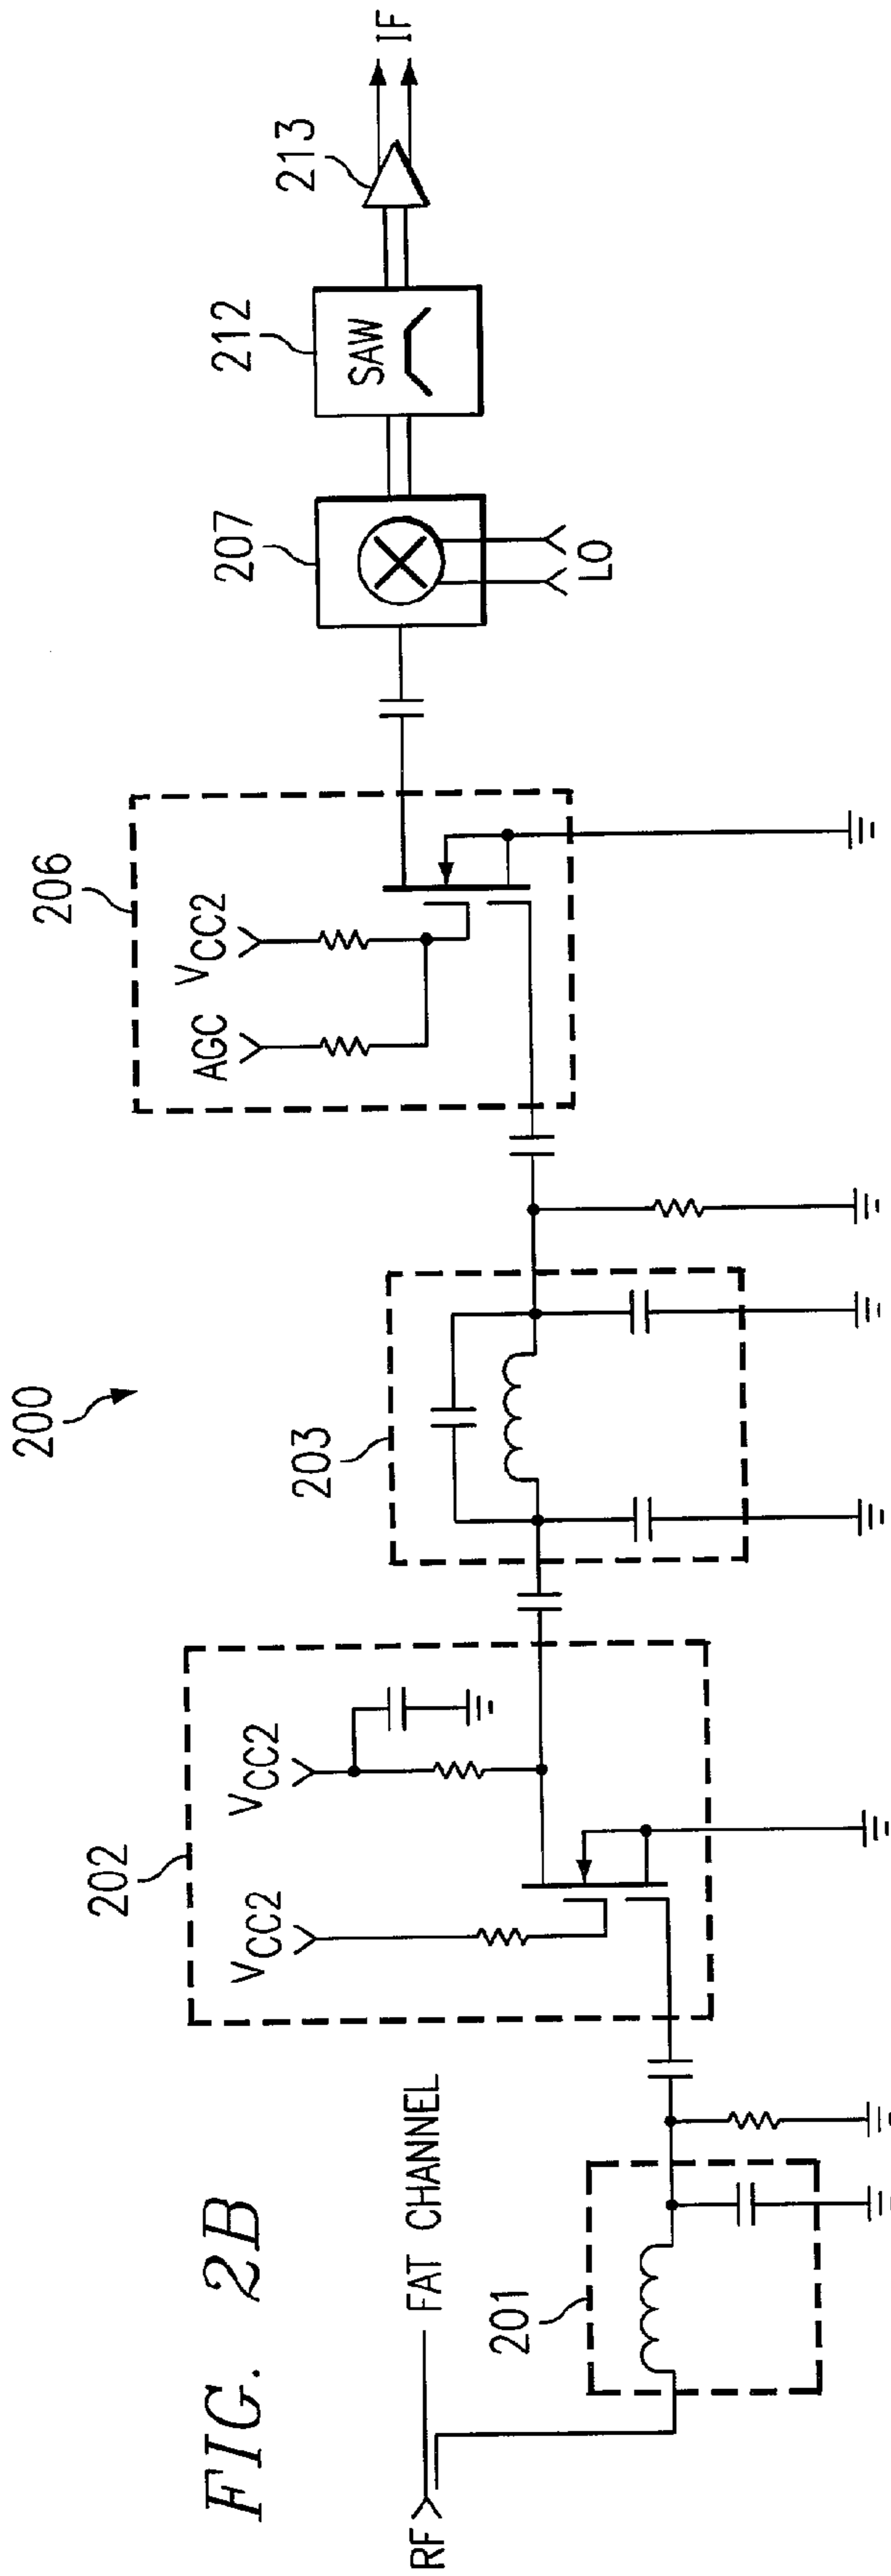 FIG. 2B
200
RF
FAT CHANNEL
201
202
VCC2
VCC2
203
206
AGC
VCC2
207
LO
212
SAW
213
IF